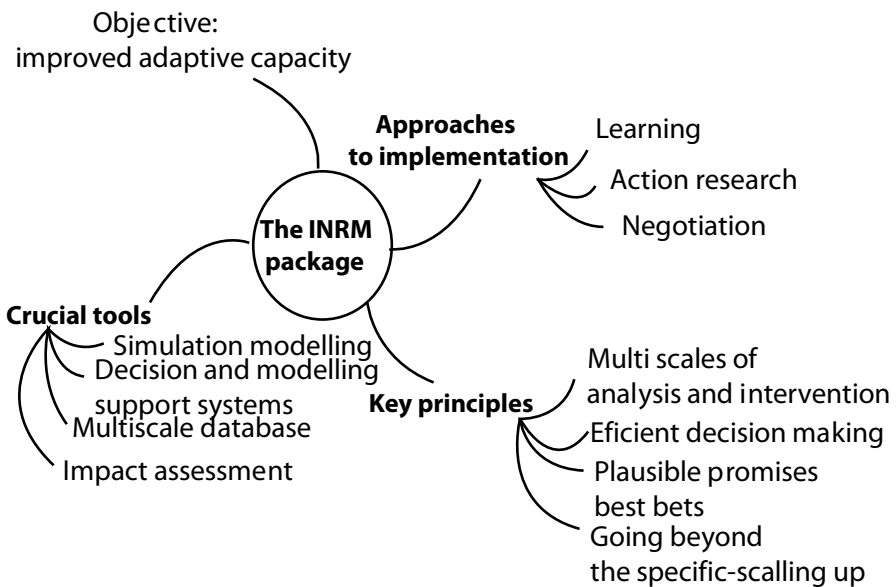 Objective:
improved adaptive capacity
Approaches
to implementation
Learning
Action research
Negotiation
The INRM
package
Crucial tools
Simulation modelling
Decision and modelling
support systems
Multiscale database
Impact assessment
Key principles
Multi scales of
analysis and intervention
Eficient decision making
Plausible promises
best bets
Going beyond
the specific-scalling up